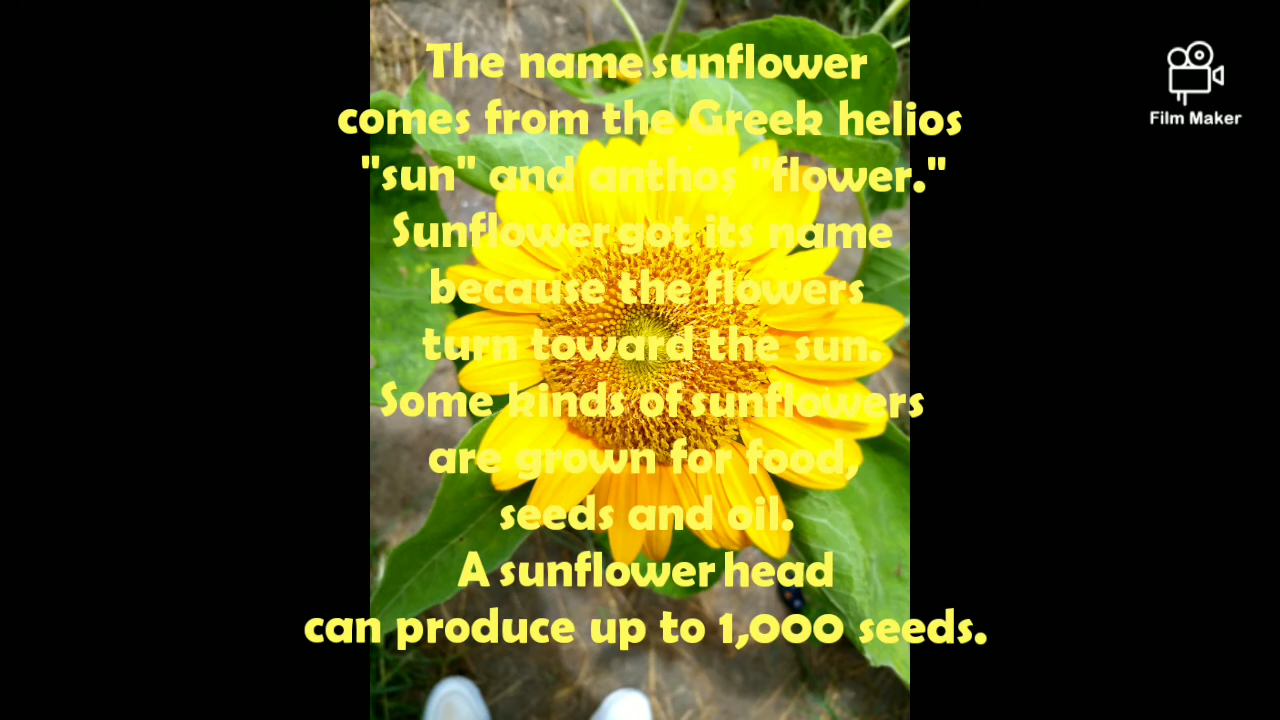 The name sunflower
comes from the Greek helios
"sun" and anthos "flower."
Sunflower got its name
because the flowers
turn toward the sun.
Some kinds of sunflowers
are grown for food,
seeds and oil.
A sunflower head
can produce up to 1,000 seeds.
Film Maker